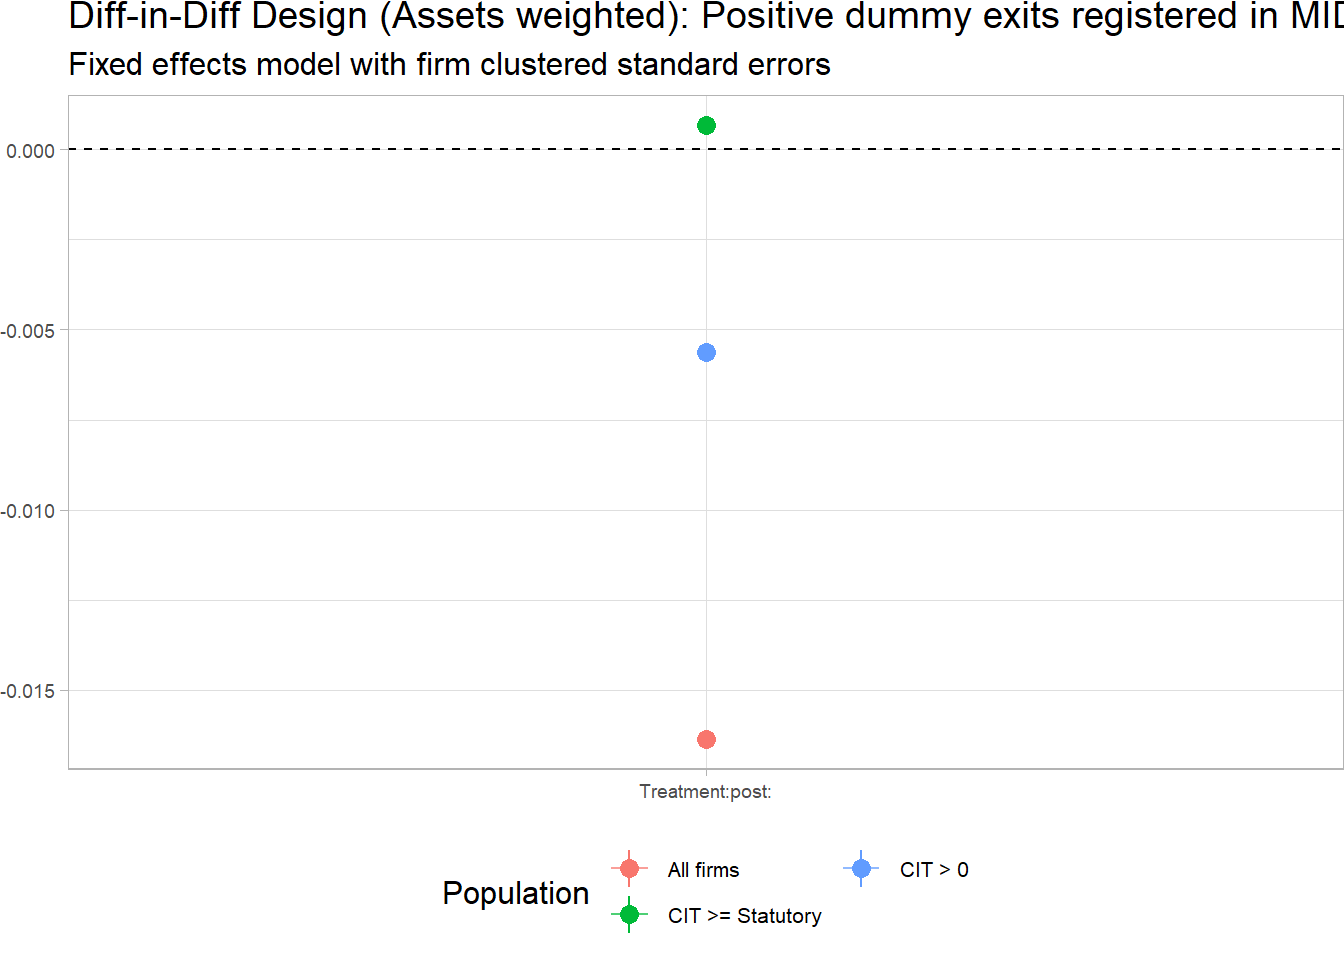 Diff-in-Diff Design (Assets weighted): Positive dummy exits registered in MID
Fixed effects model with firm clustered standard errors
0.000
-0.005
-0.010
-0.015
Treatment:post:
Population
All firms
CIT > 0
CIT >= Statutory